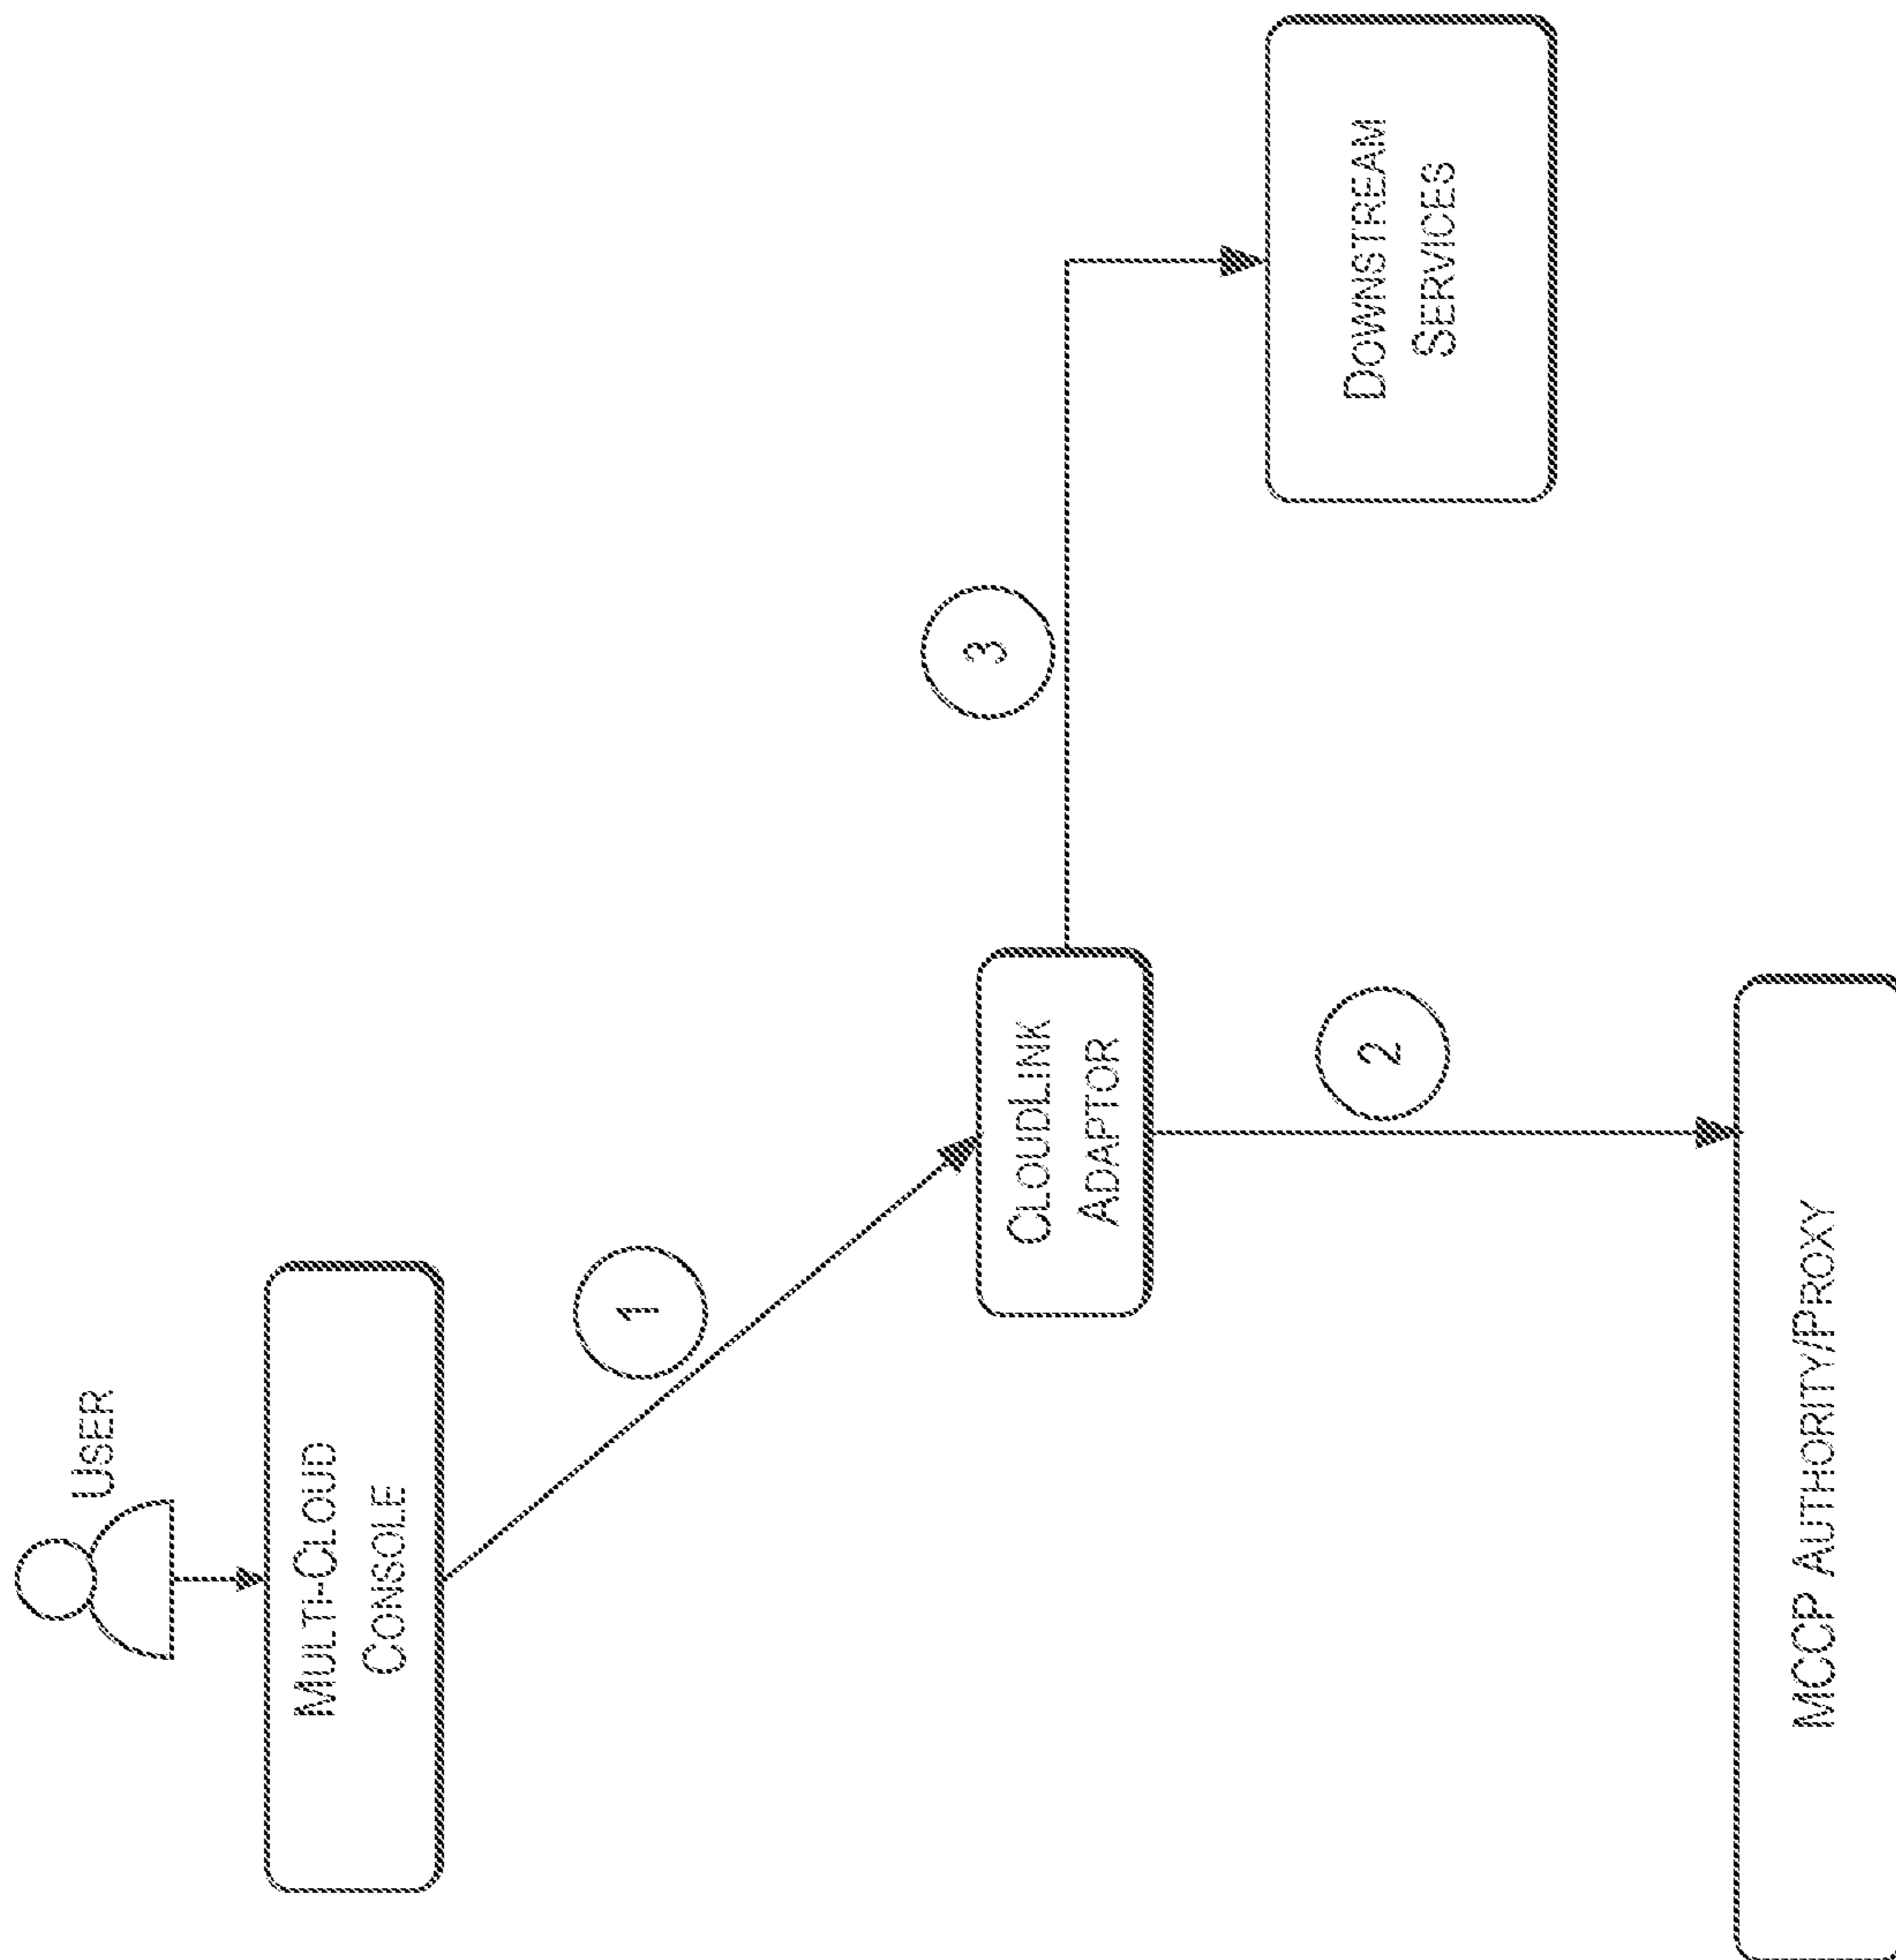 USER
MULTI-CLOUD
CONSOLE
1
CLOUDLINK
ADAPTOR
3
2
DOWNSTREAM
SERVICES
MCCP AUTHORITY/PROXY